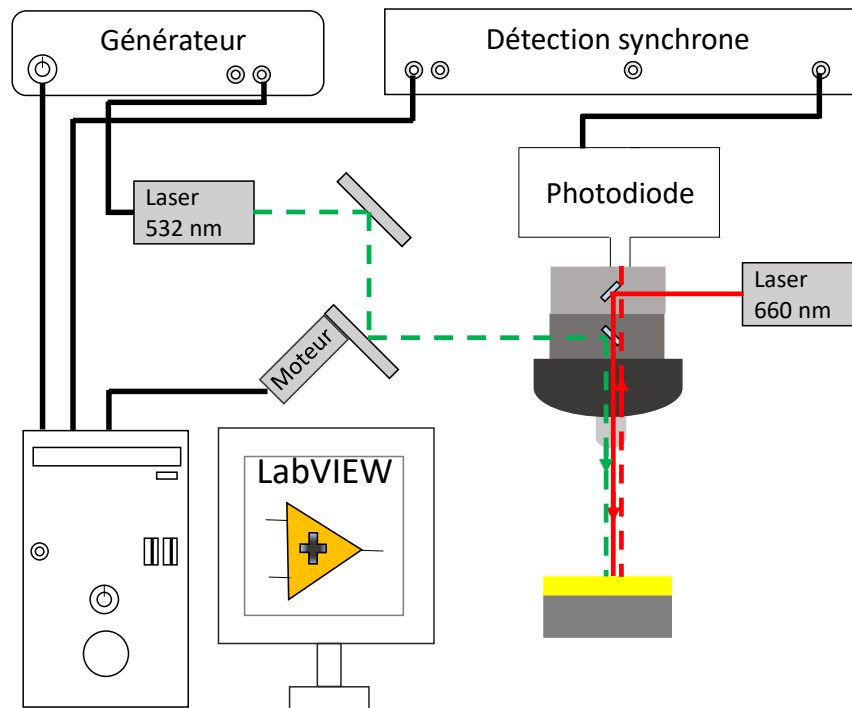 Générateur
Détection synchrone
Laser
532 nm
Photodiode
Laser
660 nm
Moteur
LabVIEW